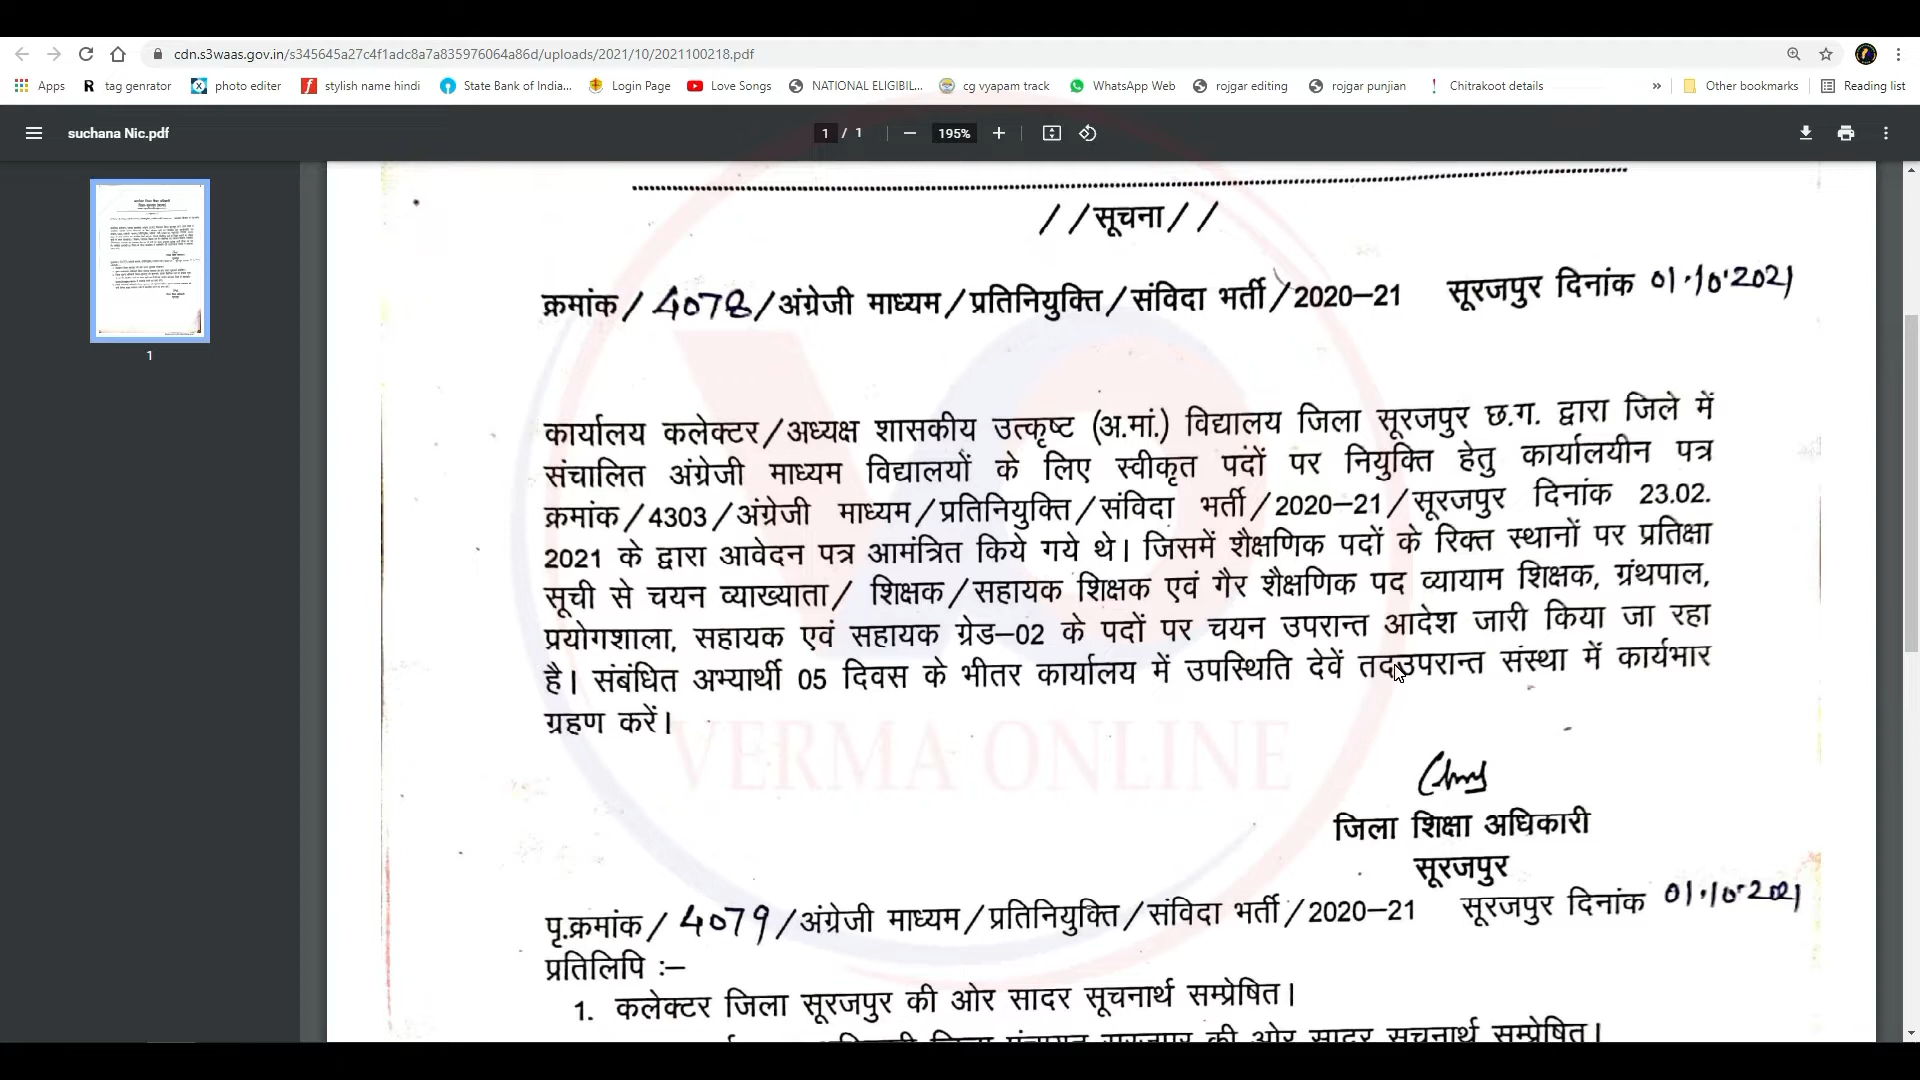 cdn.s3waas.gov.in/s345645a27c4f1adc8a7a835976064a86d/uploads/2021/10/2021100218.pdf
Apps R tag genrator photo editer stylish name hindi State Bank of India... Login Page Love Songs NATIONAL ELIGIBIL... cg vyapam track WhatsApp Web rojgar editing rojgar punjian Chitrakoot details » Other bookmarks Reading list
suchana Nic.pdf 1 / 1 195%
1
//सूचना//
क्रमांक/4078/अंग्रेजी माध्यम/प्रतिनियुक्ति/संविदा भर्ती/2020–21 सूरजपुर दिनांक 01.10.2021
कार्यालय कलेक्टर/अध्यक्ष शासकीय उत्कृष्ट (अ.मां.) विद्यालय जिला सूरजपुर छ.ग. द्वारा जिले में
संचालित अंग्रेजी माध्यम विद्यालयों के लिए स्वीकृत पदों पर नियुक्ति हेतु कार्यालयीन पत्र
क्रमांक/4303/अंग्रेजी माध्यम/प्रतिनियुक्ति/संविदा भर्ती/2020–21/सूरजपुर दिनांक 23.02.
2021 के द्वारा आवेदन पत्र आमंत्रित किये गये थे। जिसमें शैक्षणिक पदों के रिक्त स्थानों पर प्रतिक्षा
सूची से चयन व्याख्याता/ शिक्षक/सहायक शिक्षक एवं गैर शैक्षणिक पद व्यायाम शिक्षक, ग्रंथपाल,
प्रयोगशाला, सहायक एवं सहायक ग्रेड–02 के पदों पर चयन उपरान्त आदेश जारी किया जा रहा
है। संबंधित अभ्यार्थी 05 दिवस के भीतर कार्यालय में उपस्थिति देवें तदउपरान्त संस्था में कार्यभार
ग्रहण करें।
VERMA ONLINE
जिला शिक्षा अधिकारी
सूरजपुर
पृ.क्रमांक/4079/अंग्रेजी माध्यम/प्रतिनियुक्ति/संविदा भर्ती/2020–21 सूरजपुर दिनांक 01.10.2021
प्रतिलिपि :–
1. कलेक्टर जिला सूरजपुर की ओर सादर सूचनार्थ सम्प्रेषित।
सूरजपुर की ओर सादर सूचनार्थ सम्प्रेषित।